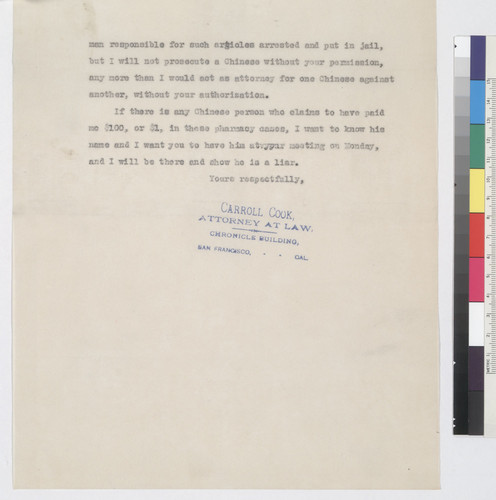 men responsible for such argicles arrested and put in jail,
but I will not prosecute a Chinese without your permission,
any more than I would act as attorney for one Chinese against
another, without your authorization.
If there is any Chinese person who claims to have paid
me $100, or $1, in these pharmacy cases, I want to know his
name and I want you to have him atwypur meeting on Monday,
and I will be there and show he is a liar.
Yours respectfully,
CARROLL COOK,
ATTORNEY AT LAW,
CHRONICLE BUILDING,
SAN FRANCISCO, - - CAL.